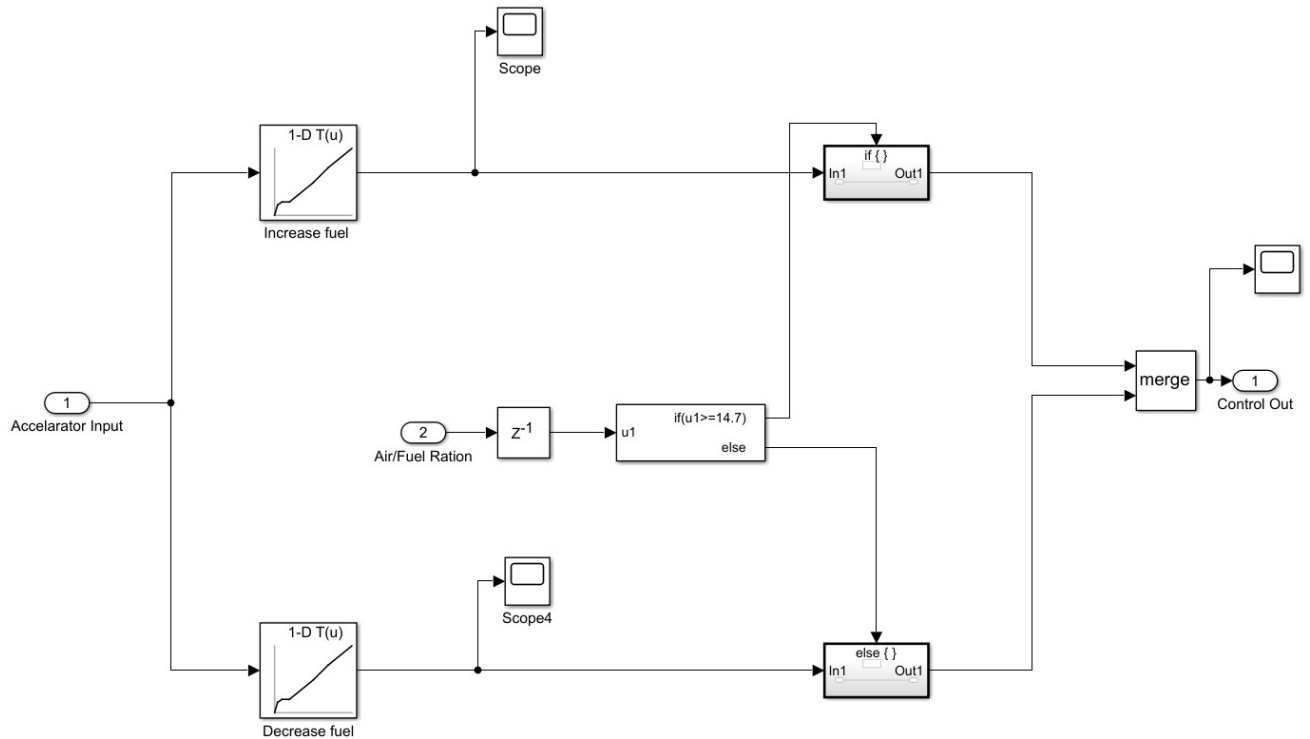 Scope
1-D T(u)
Increase fuel
if { }
In1
Out1
1
Accelarator Input
2
Air/Fuel Ration
Z-1
u1
if(u1>=14.7)
else
merge
1
Control Out
Scope4
1-D T(u)
Decrease fuel
else { }
In1
Out1